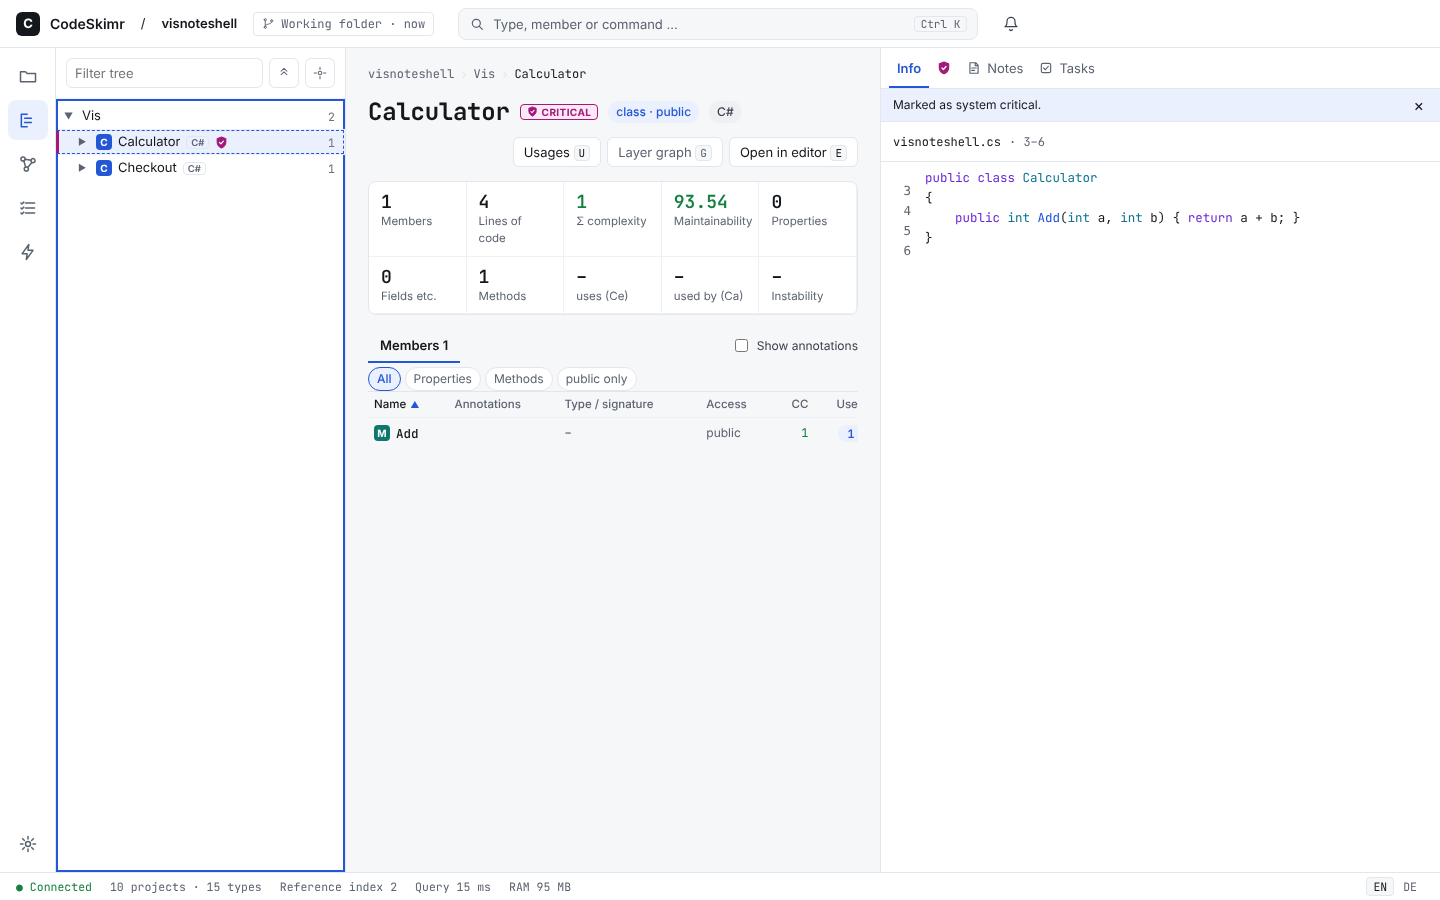 C CodeSkimr / visnoteshell Working folder · now Type, member or command ... Ctrl K
Filter tree
Vis 2
C Calculator C# 1
C Checkout C# 1
visnoteshell › Vis › Calculator
Calculator CRITICAL class · public C#
Usages U Layer graph G Open in editor E
1 4 1 93.54 0
Members Lines of code Σ complexity Maintainability Properties
0 1 – – –
Fields etc. Methods uses (Ce) used by (Ca) Instability
Members 1 Show annotations
All Properties Methods public only
Name ▲ Annotations Type / signature Access CC Use
M Add – public 1 1
Info Notes Tasks
Marked as system critical. ×
visnoteshell.cs · 3–6
3 public class Calculator
4 {
5 public int Add(int a, int b) { return a + b; }
6 }
● Connected 10 projects · 15 types Reference index 2 Query 15 ms RAM 95 MB EN DE